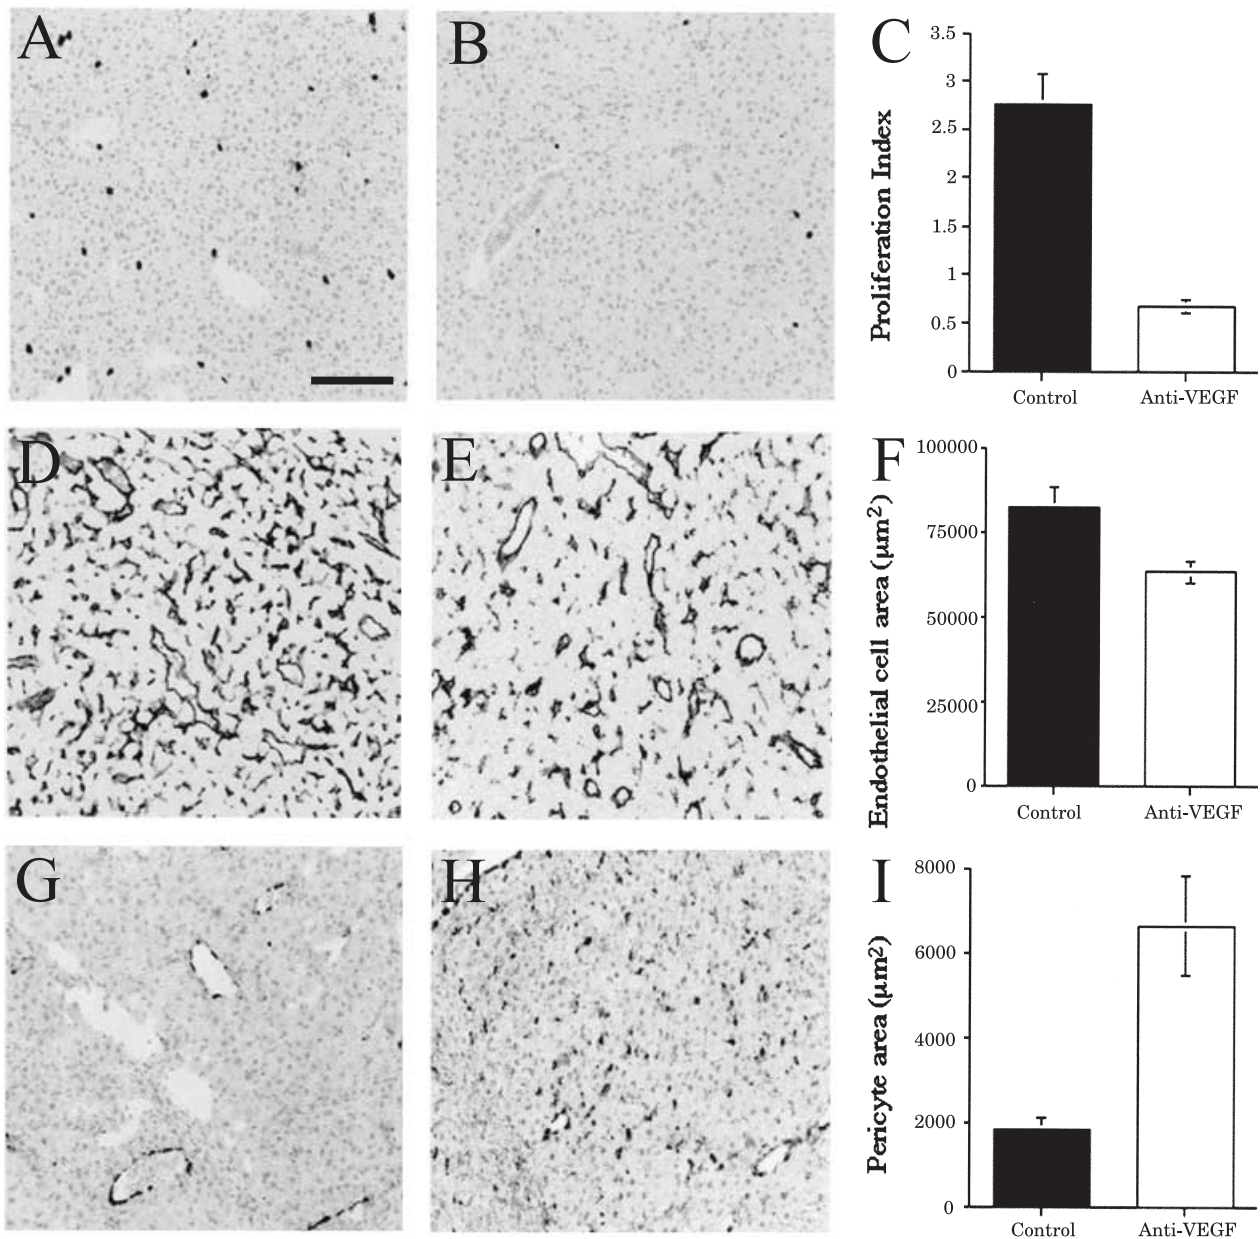 A
B
C
Proliferation Index
3.5
3
2.5
2
1.5
1
0.5
0
Control
Anti-VEGF
D
E
F
Endothelial cell area (μm²)
100000
75000
50000
25000
0
Control
Anti-VEGF
G
H
I
Pericyte area (μm²)
8000
6000
4000
2000
0
Control
Anti-VEGF